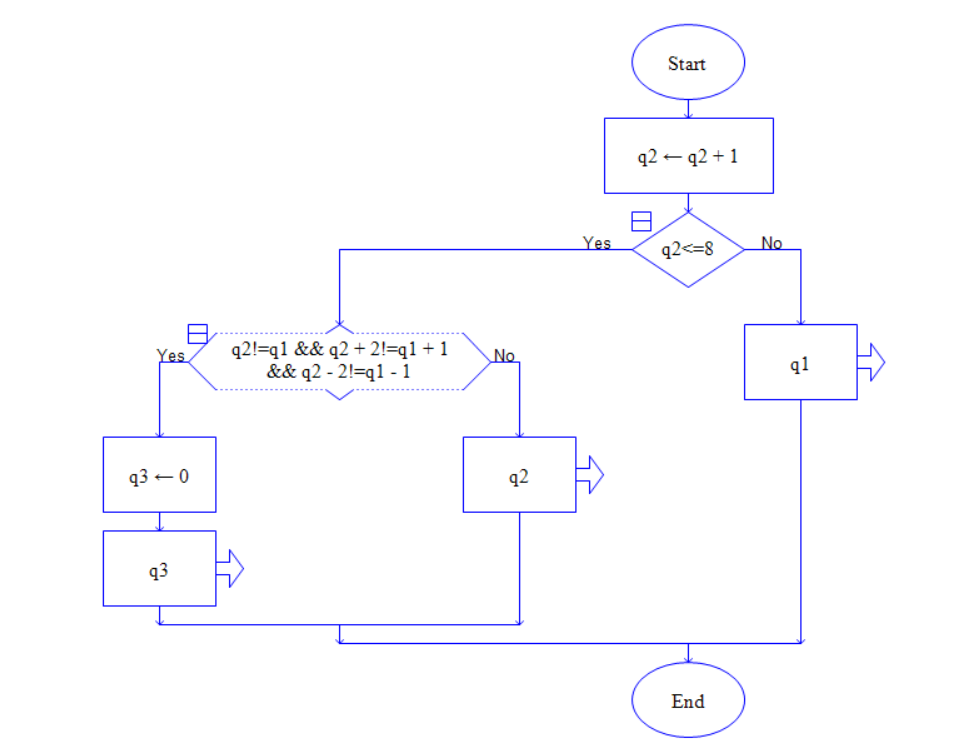 Start
q2 ← q2 + 1
Yes
q2<=8
No
Yes
q2!=q1 && q2 + 2!=q1 + 1
&& q2 - 2!=q1 - 1
No
q1
q3 ← 0
q2
q3
End